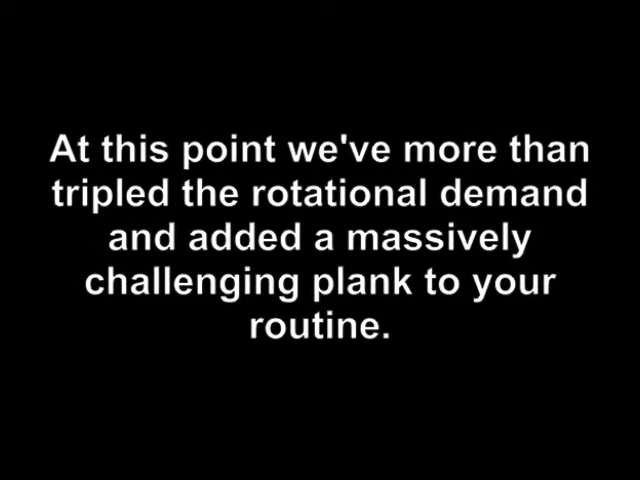 At this point we've more than
tripled the rotational demand
and added a massively
challenging plank to your
routine.